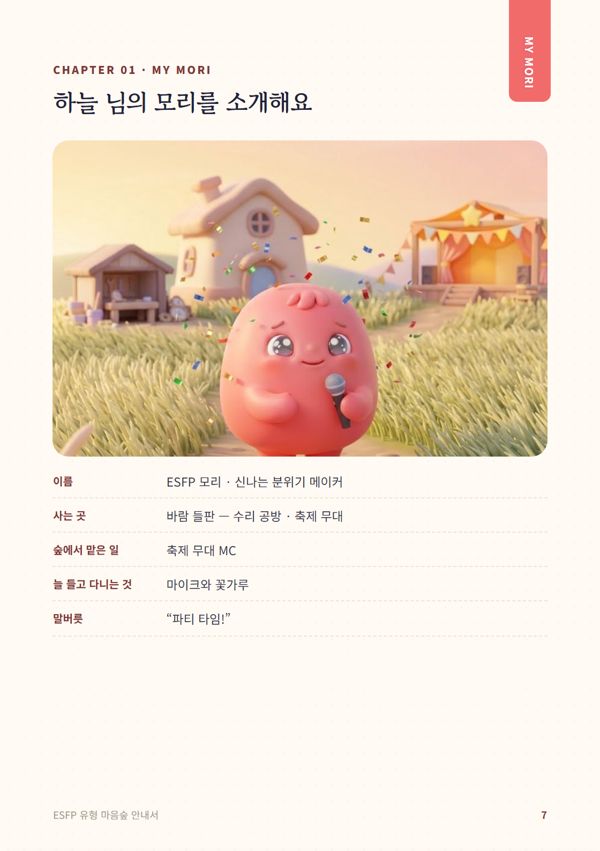 MY MORI
CHAPTER 01 · MY MORI
하늘 님의 모리를 소개해요
이름 ESFP 모리 · 신나는 분위기 메이커
사는 곳 바람 들판 — 수리 공방 · 축제 무대
숲에서 맡은 일 축제 무대 MC
늘 들고 다니는 것 마이크와 꽃가루
말버릇 “파티 타임!”
ESFP 유형 마음숲 안내서 7